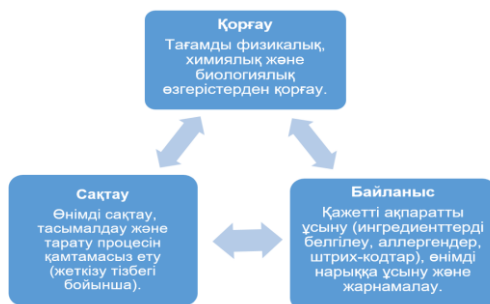 Қорғау
Тағамды физикалық,
химиялық және
биологиялық
өзгерістерден қорғау.
Сақтау
Өнімді сақтау,
тасымалдау және
тарату процесін
қамтамасыз ету
(жеткізу тізбегі
бойынша).
Байланыс
Қажетті ақпаратты
ұсыну (ингредиенттерді
белгілеу, аллергендер,
штрих-кодтар), өнімді
нарыққа ұсыну және
жарнамалау.